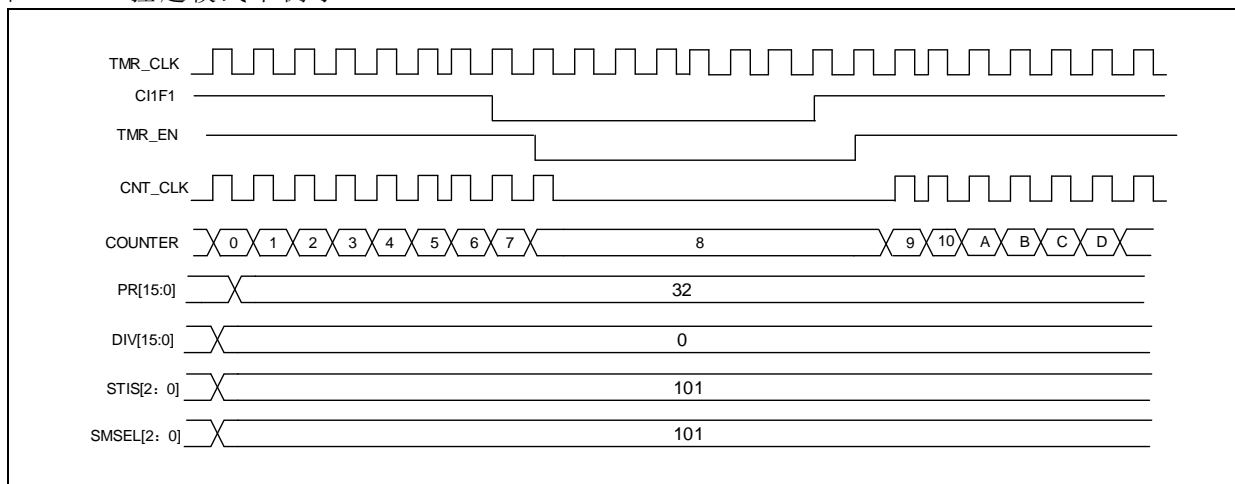 TMR_CLK
CI1F1
TMR_EN
CNT_CLK
COUNTER 0 1 2 3 4 5 6 7 8 9 10 A B C D
PR[15:0] 32
DIV[15:0] 0
STIS[2：0] 101
SMSEL[2：0] 101